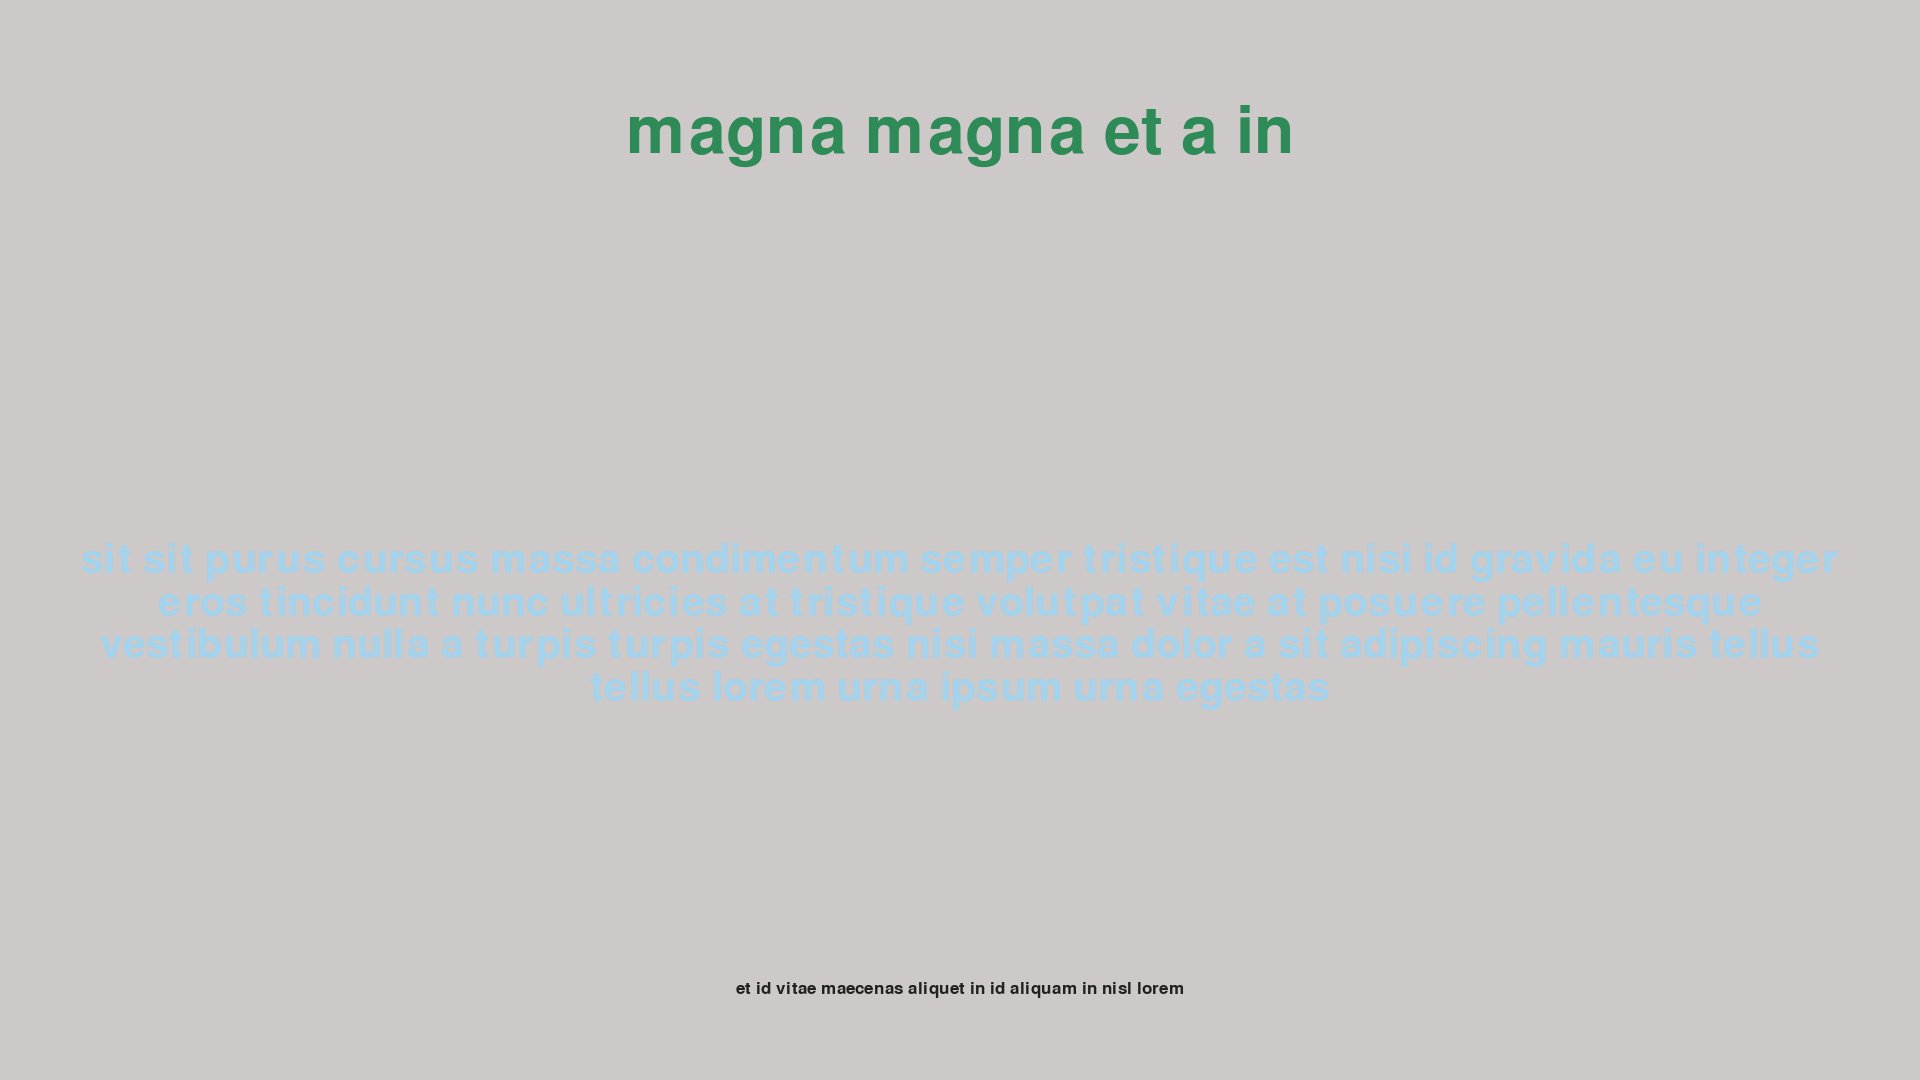 magna magna et a in
sit sit purus cursus massa condimentum semper tristique est nisi id gravida eu integer
eros tincidunt nunc ultricies at tristique volutpat vitae at posuere pellentesque
vestibulum nulla a turpis turpis egestas nisi massa dolor a sit adipiscing mauris tellus
tellus lorem urna ipsum urna egestas
et id vitae maecenas aliquet in id aliquam in nisl lorem